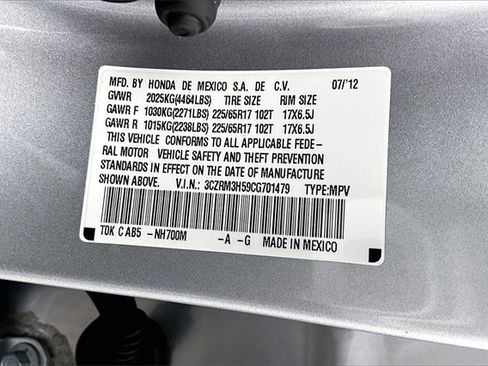 MFD. BY HONDA DE MEXICO S.A. DE C.V. 07/'12
GVWR 2025KG(4464LBS) TIRE SIZE RIM SIZE
GAWR F 1030KG(2271LBS) 225/65R17 102T 17X6.5J
GAWR R 1015KG(2238LBS) 225/65R17 102T 17X6.5J
THIS VEHICLE CONFORMS TO ALL APPLICABLE FEDE-
RAL MOTOR VEHICLE SAFETY AND THEFT PREVENTION
STANDARDS IN EFFECT ON THE DATE OF MANUFACTURE
SHOWN ABOVE. V.I.N.: 3CZRM3H59CG701479 TYPE:MPV
TDK C AB5 -NH700M -A -G MADE IN MEXICO